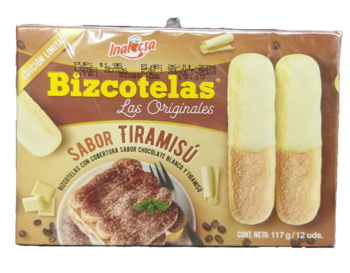 Inalecsa
EDICIÓN LIMITADA
Bizcotelas
Las Originales
SABOR TIRAMISÚ
BIZCOTELAS CON COBERTURA SABOR CHOCOLATE BLANCO Y TIRAMISÚ
CONT. NETO: 117 g / 12 uds.